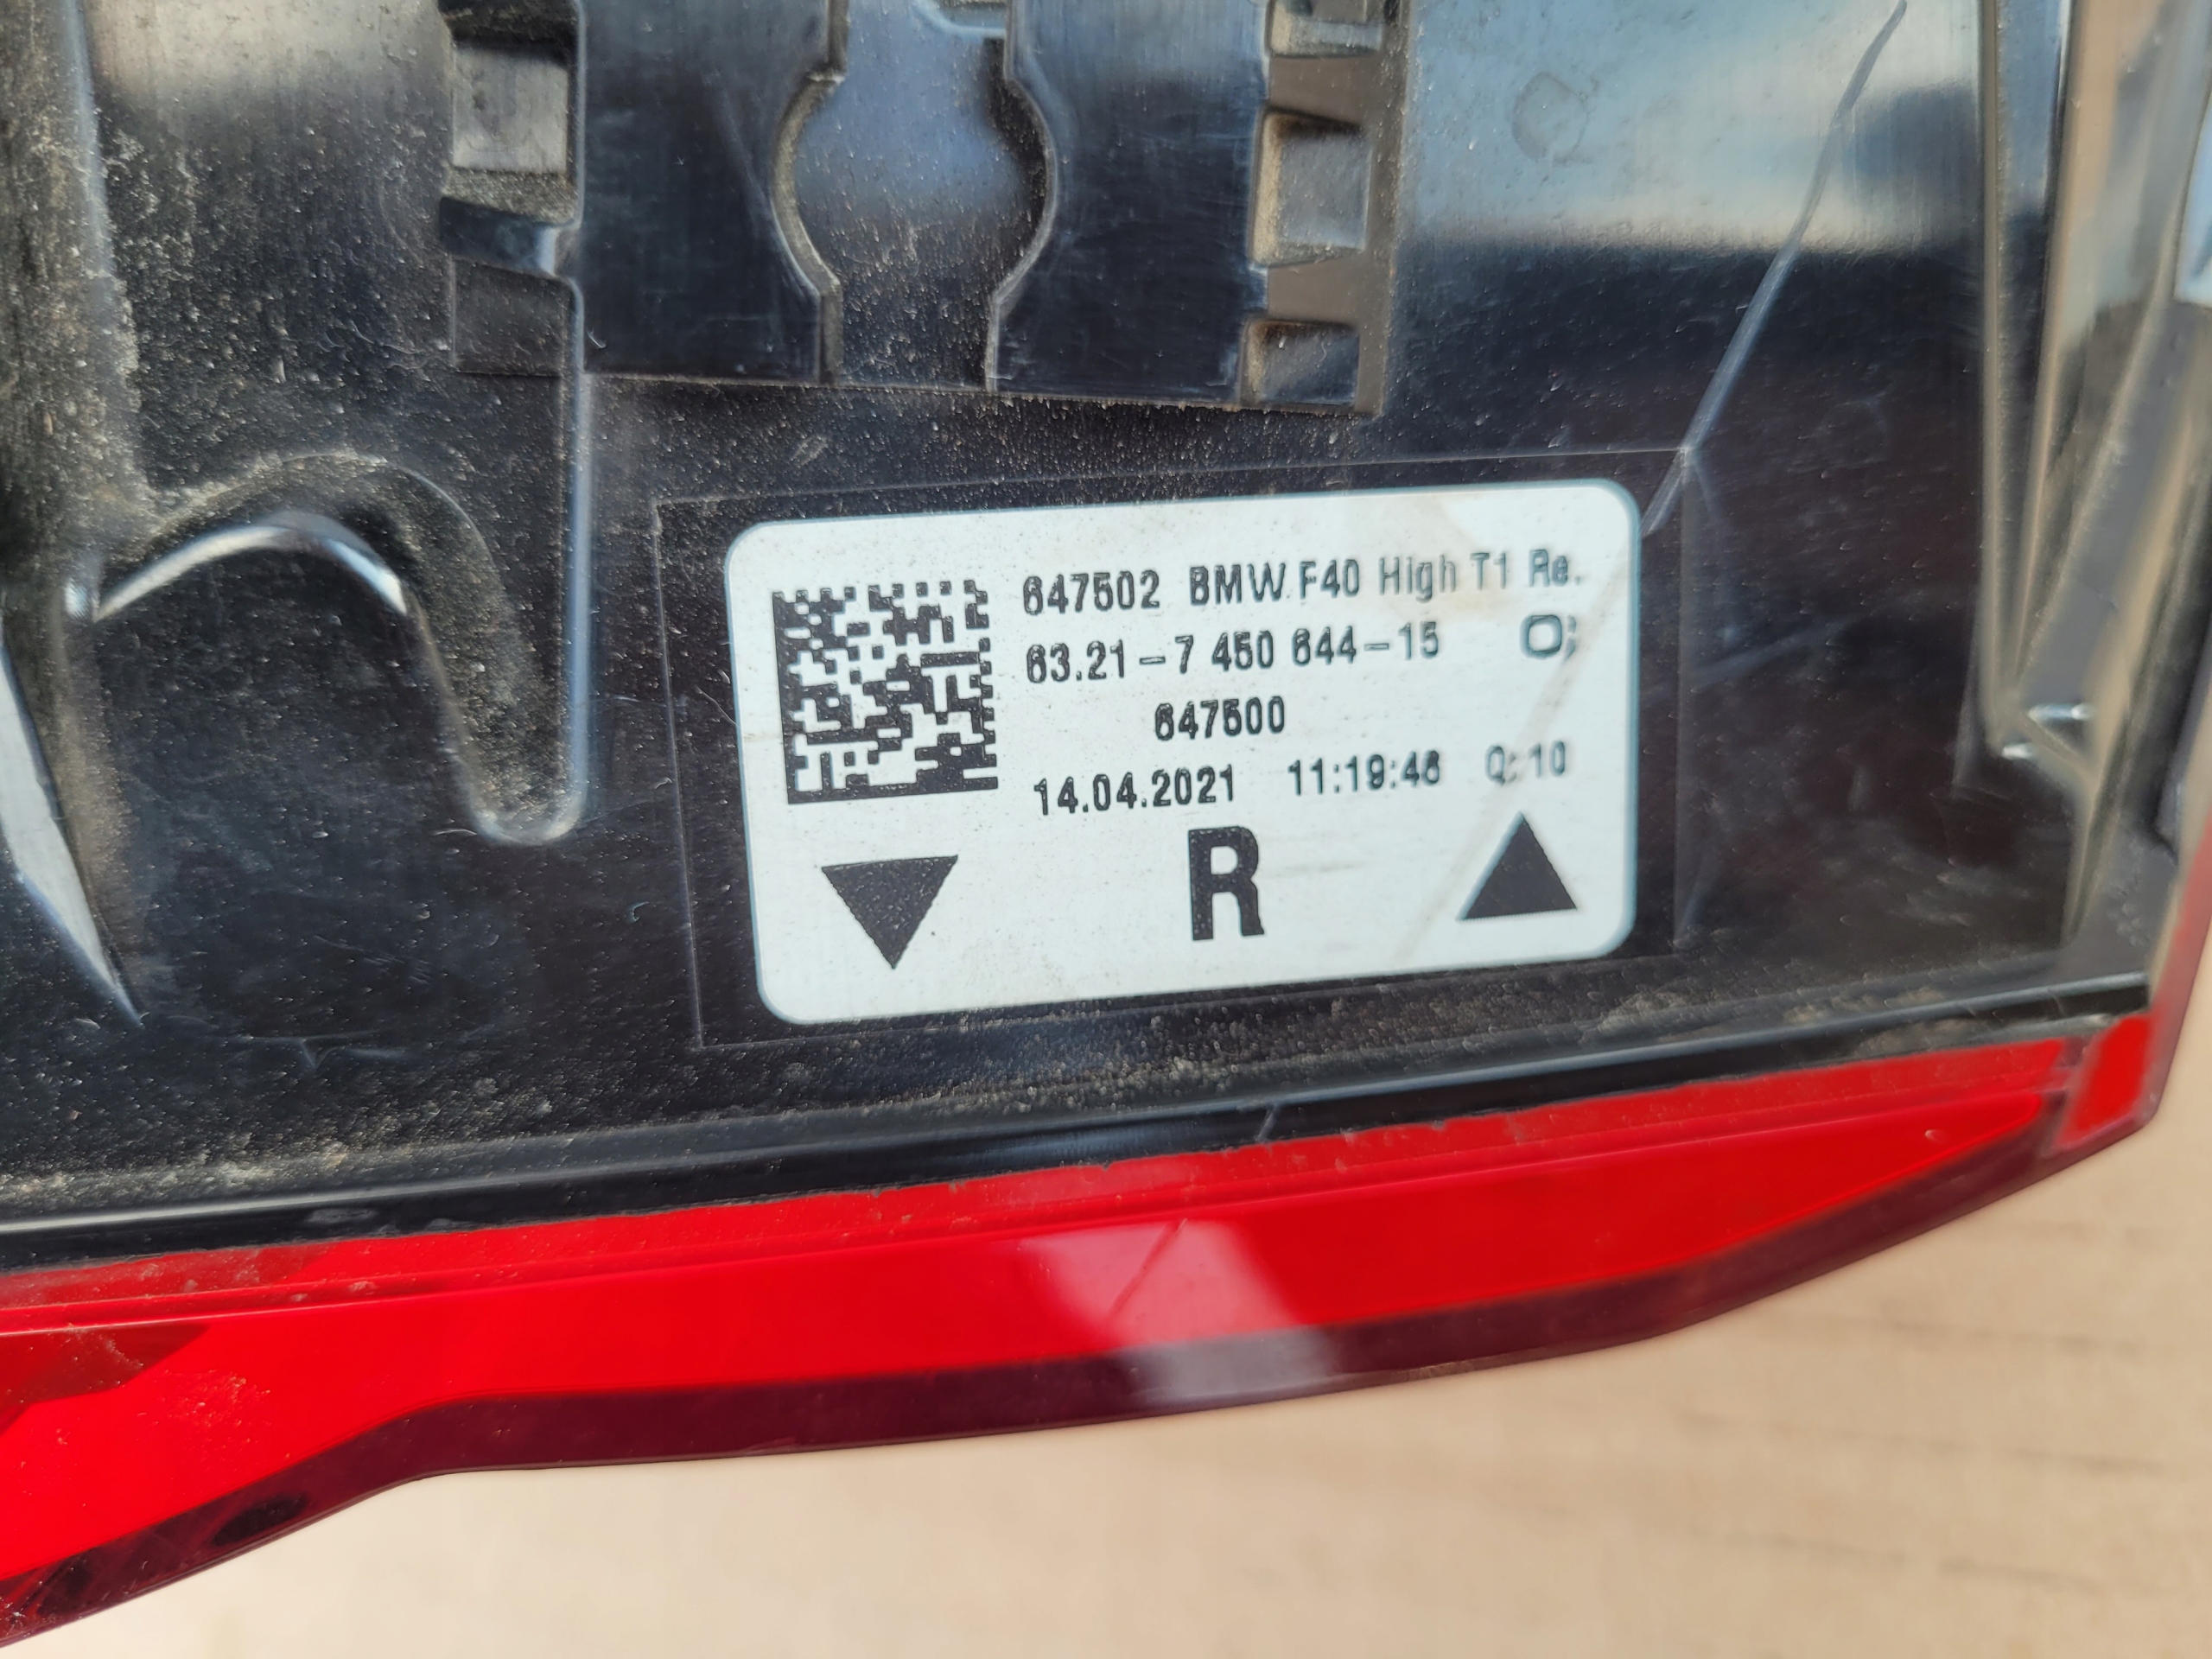 647502 BMW F40 High T1 Re.
63.21-7 450 644-15 O;
647500
14.04.2021 11:19:46 Q: 10
R